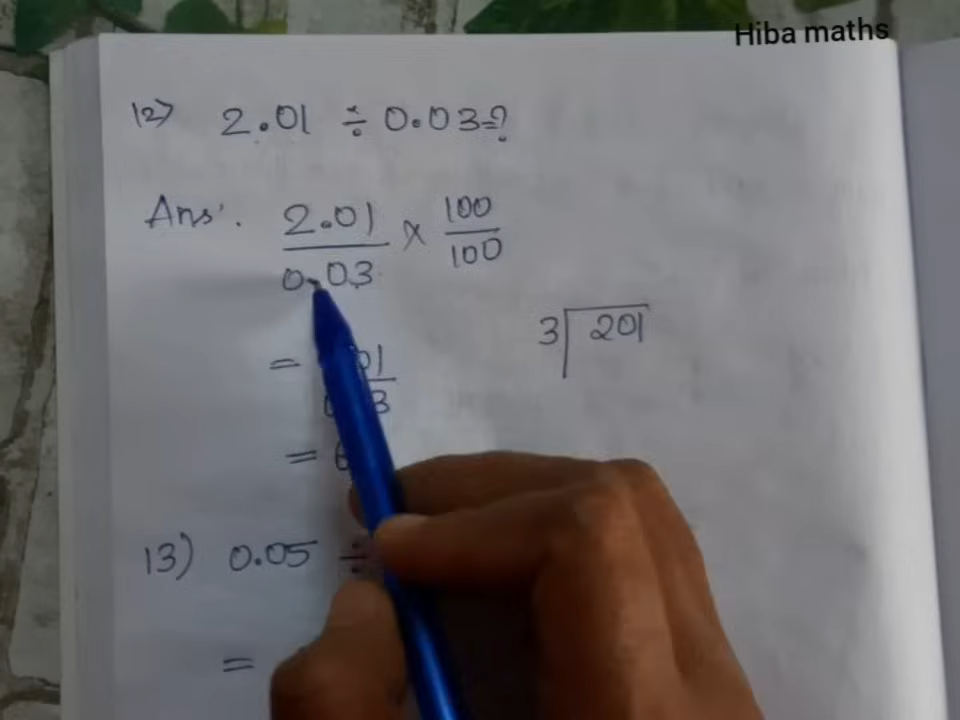 Hiba maths
12) 2.01 ÷ 0.03=?
Ans: 2.01 × 100
0.03 100
3 201
=
=
13) 0.05 ÷
=